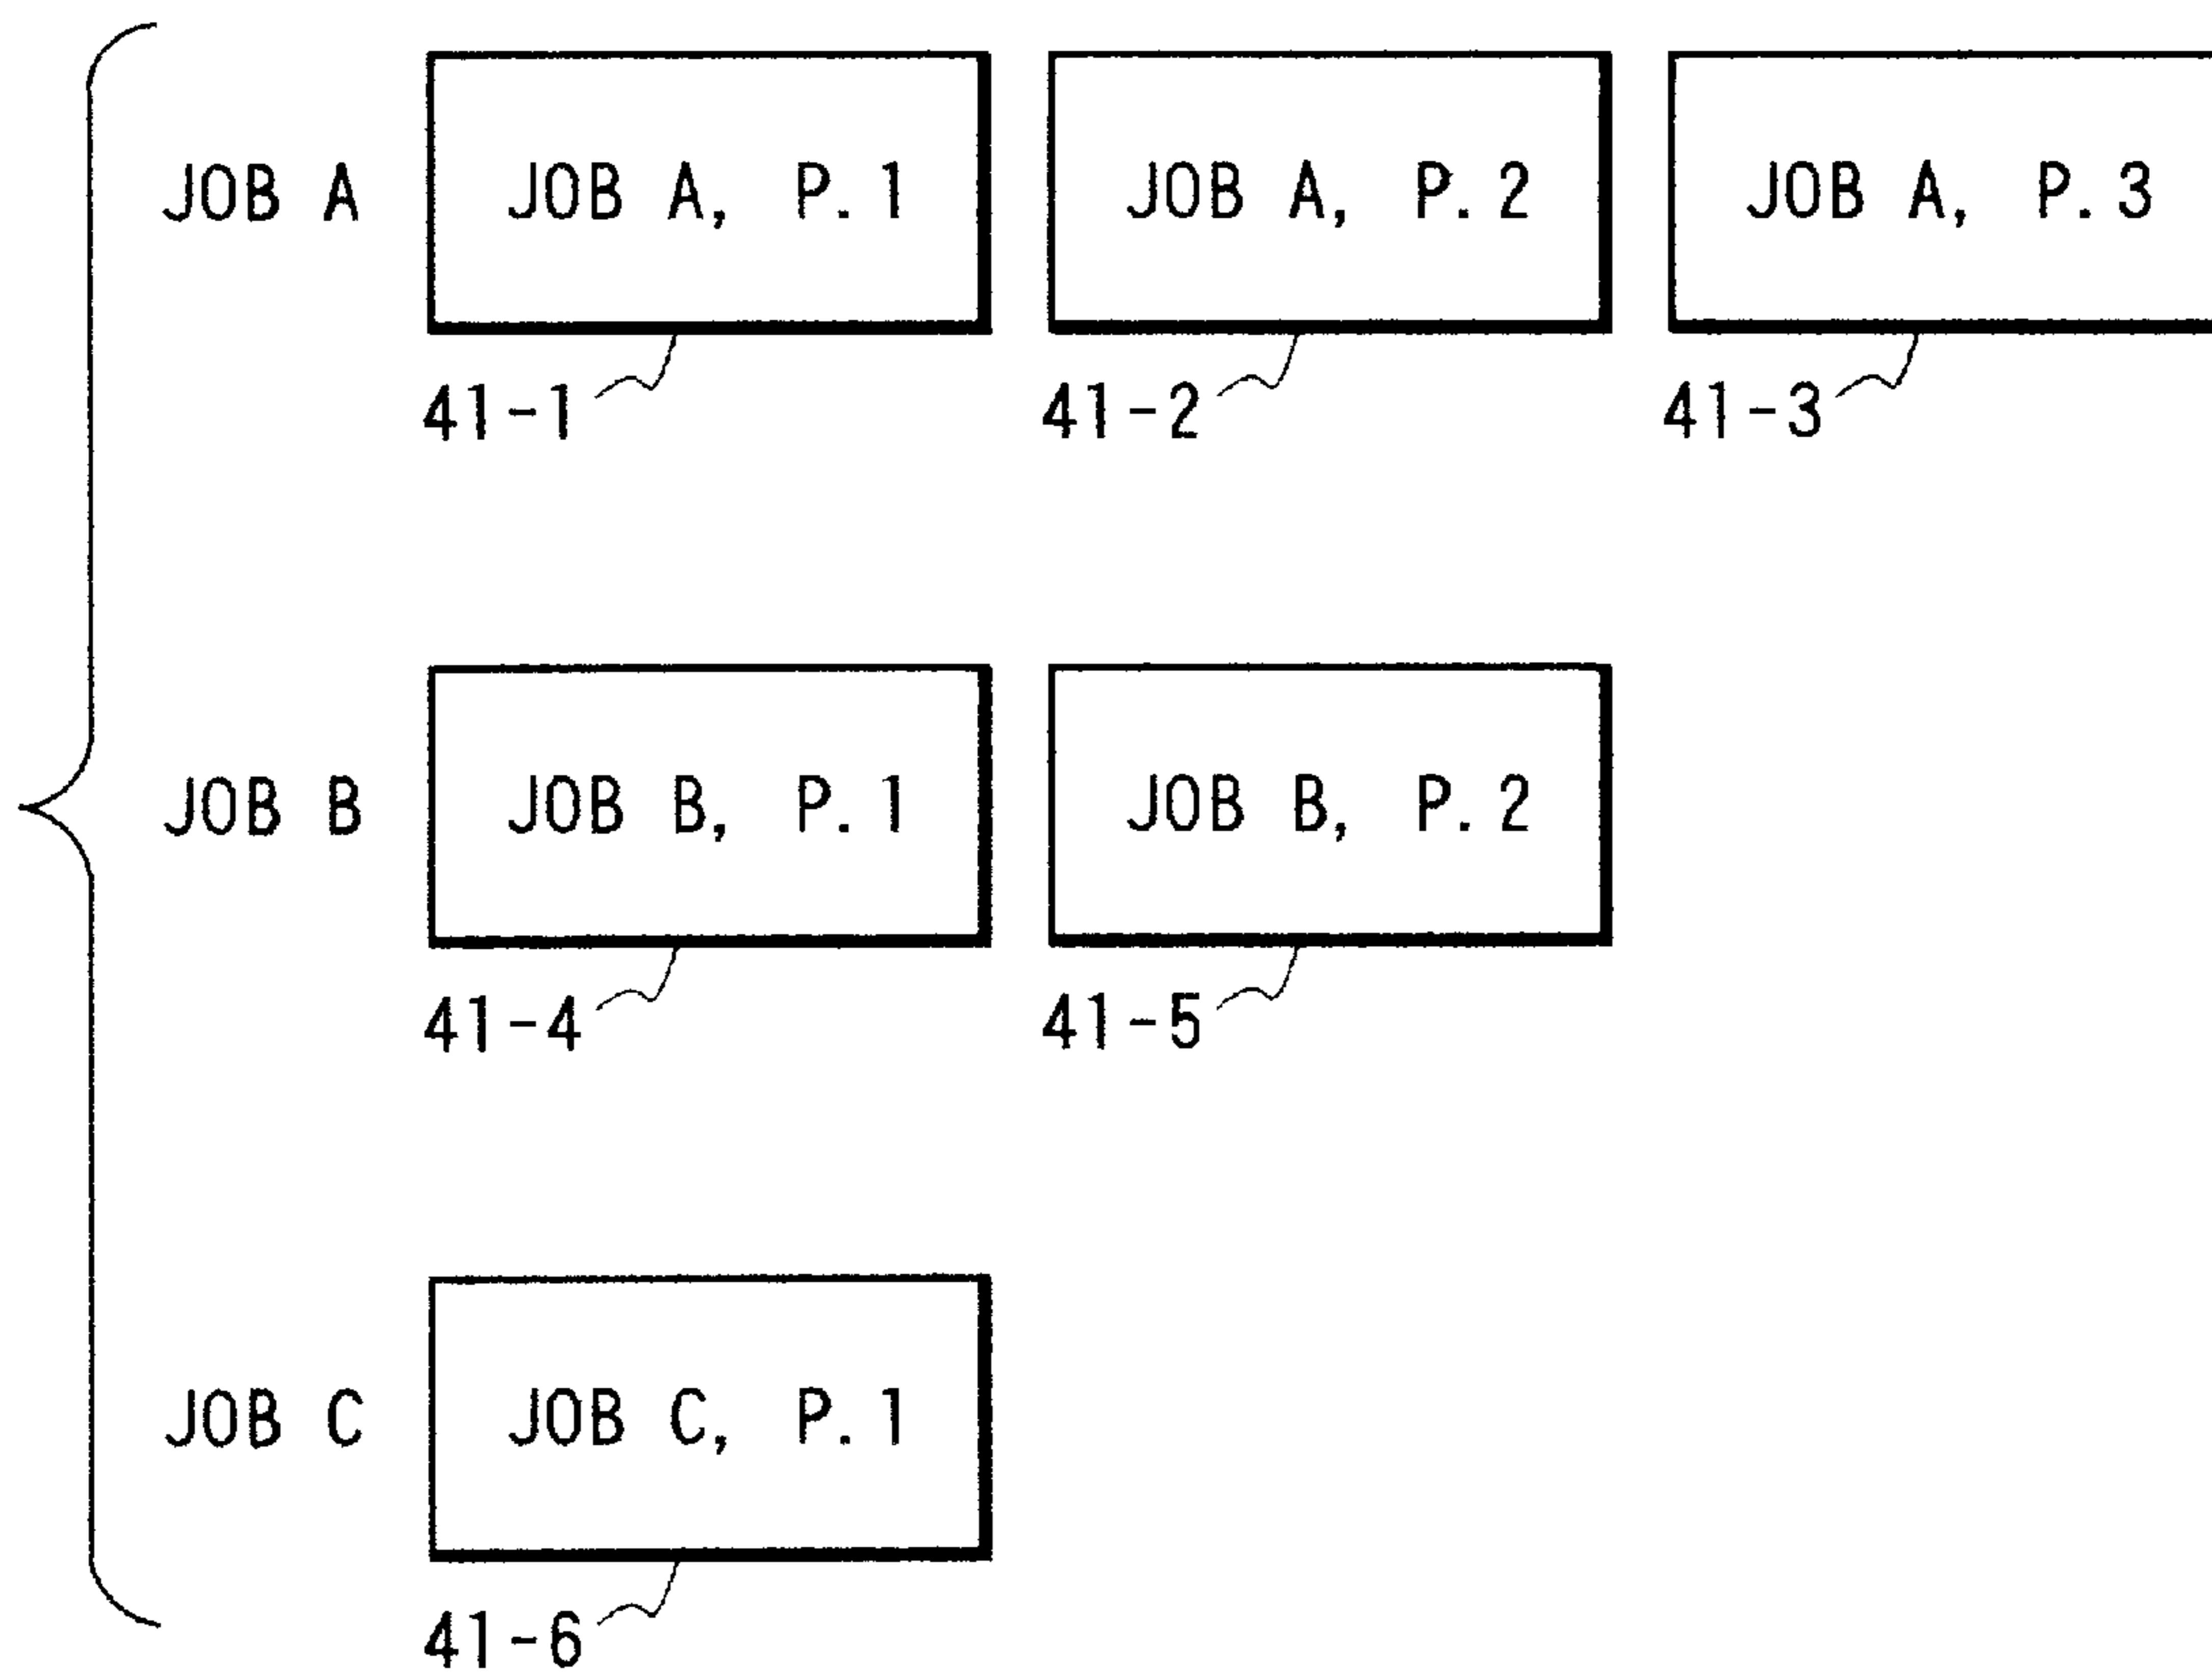 JOB A JOB A, P. 1 JOB A, P. 2 JOB A, P. 3
41-1 41-2 41-3
JOB B JOB B, P. 1 JOB B, P. 2
41-4 41-5
JOB C JOB C, P. 1
41-6